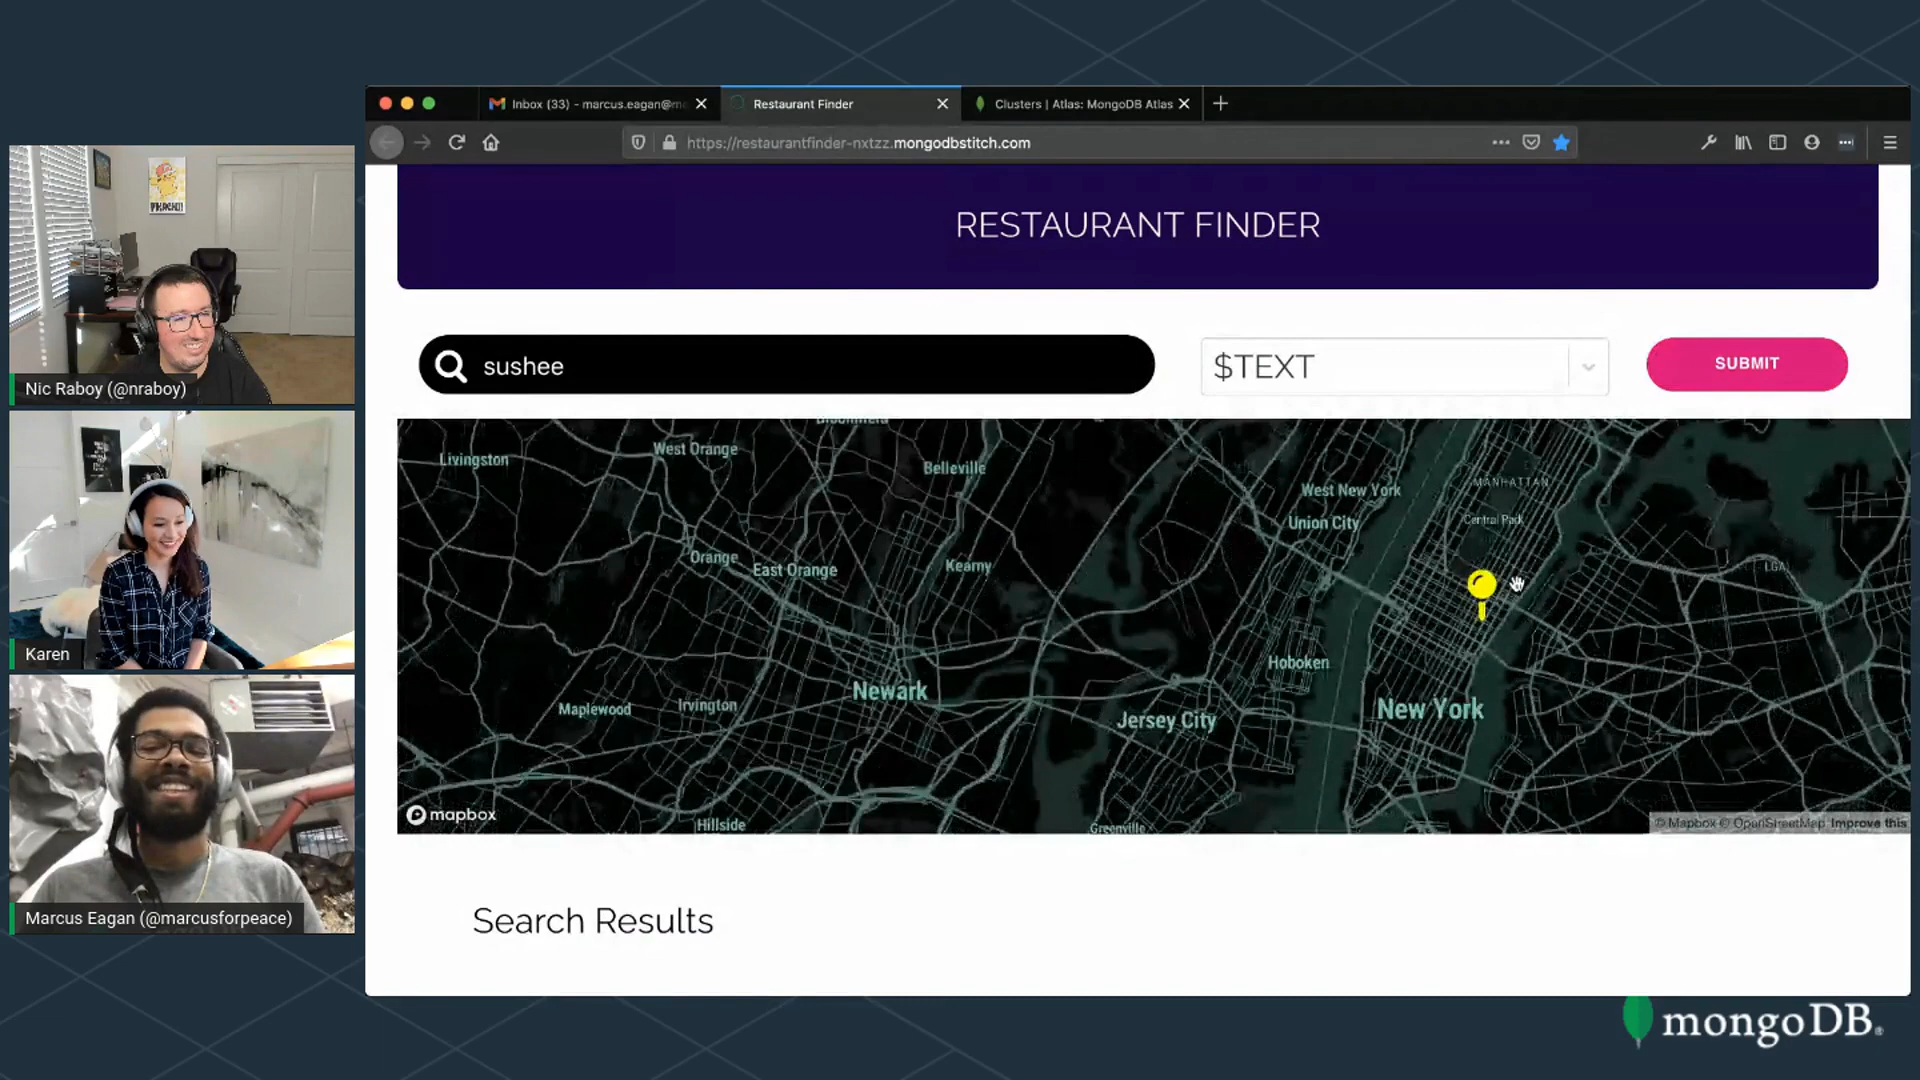 Inbox (33) - marcus.eagan@m
Restaurant Finder
Clusters | Atlas: MongoDB Atlas
https://restaurantfinder-nxtzz.mongodbstitch.com
RESTAURANT FINDER
sushee
$TEXT
SUBMIT
PIKACHU!
Nic Raboy (@nraboy)
Karen
Marcus Eagan (@marcusforpeace)
Bloomfield
Livingston
West Orange
Belleville
West New York
MANHATTAN
Union City
Central Park
Orange
East Orange
Kearny
LGA
Hoboken
Newark
Maplewood
Irvington
Jersey City
New York
mapbox
Hillside
Greenville
© Mapbox © OpenStreetMap Improve this
Search Results
mongoDB®